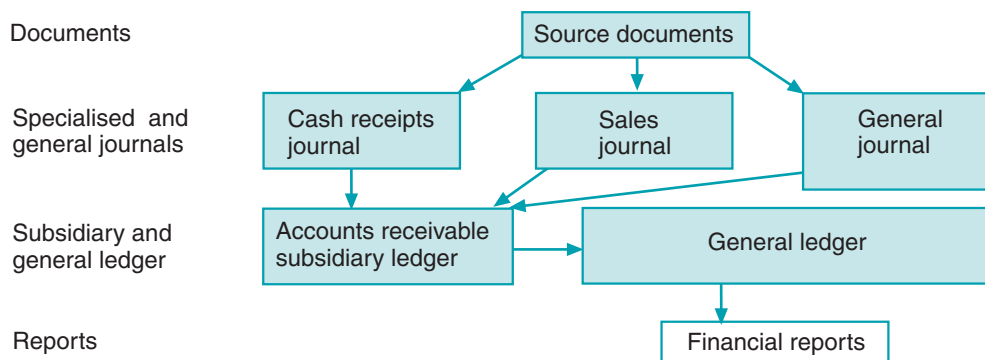 Documents
Source documents
Specialised and
general journals
Cash receipts
journal
Sales
journal
General
journal
Subsidiary and
general ledger
Accounts receivable
subsidiary ledger
General ledger
Reports
Financial reports